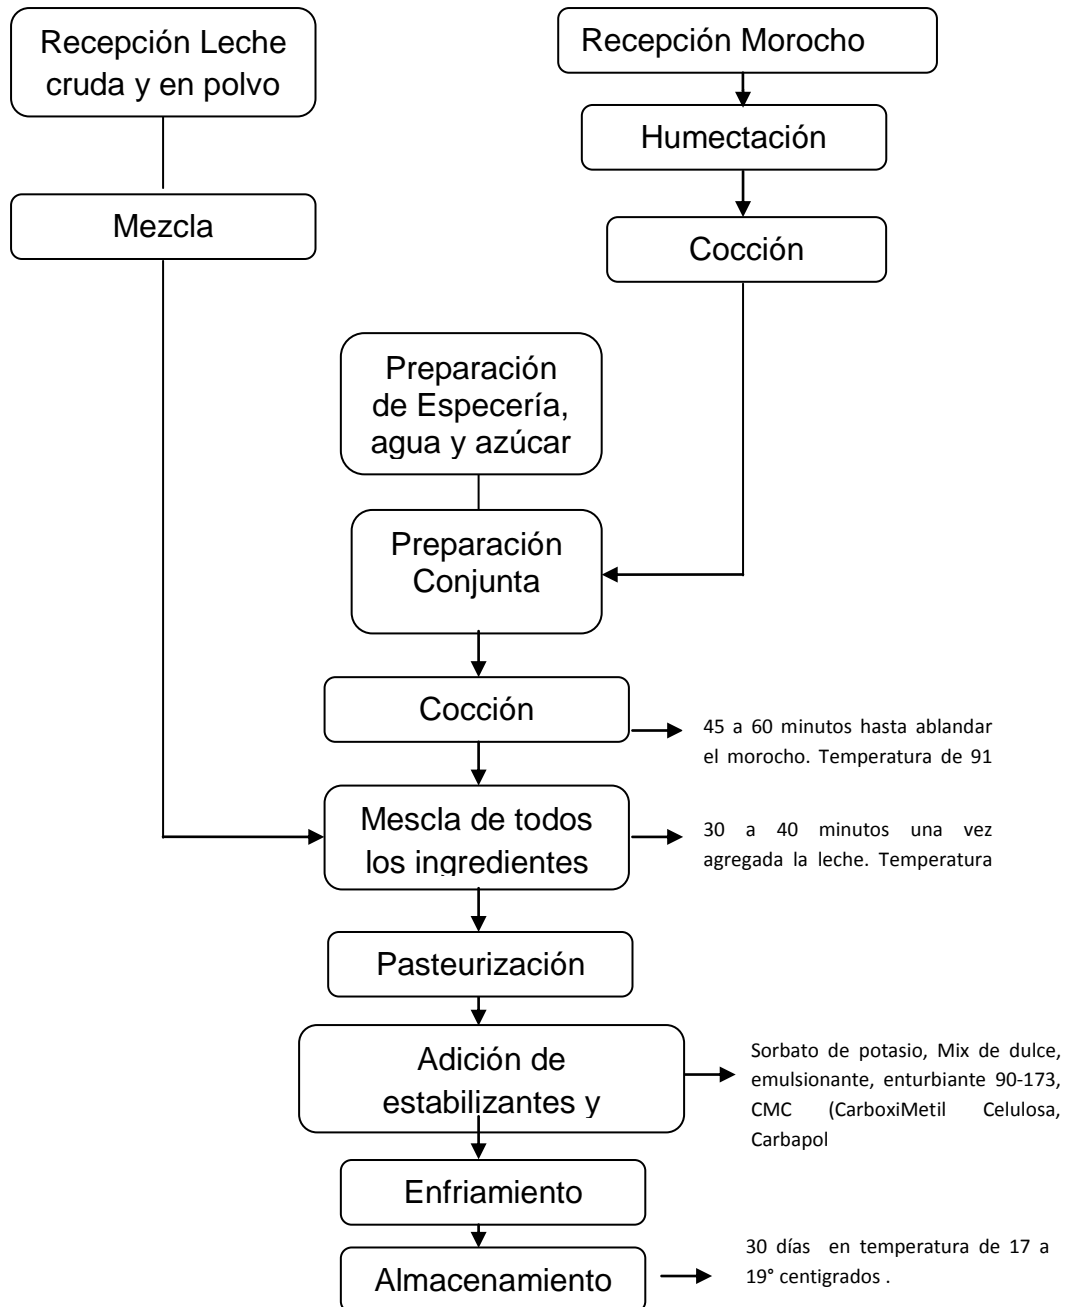 Recepción Leche
cruda y en polvo
Recepción Morocho
Humectación
Mezcla
Cocción
Preparación
de Especería,
agua y azúcar
Preparación
Conjunta
Cocción
45 a 60 minutos hasta ablandar
el morocho. Temperatura de 91
Mescla de todos
los ingredientes
30 a 40 minutos una vez
agregada la leche. Temperatura
Pasteurización
Adición de
estabilizantes y
Sorbato de potasio, Mix de dulce,
emulsionante, enturbiante 90-173,
CMC (CarboxiMetil Celulosa,
Carbapol
Enfriamiento
Almacenamiento
30 días en temperatura de 17 a
19° centigrados .